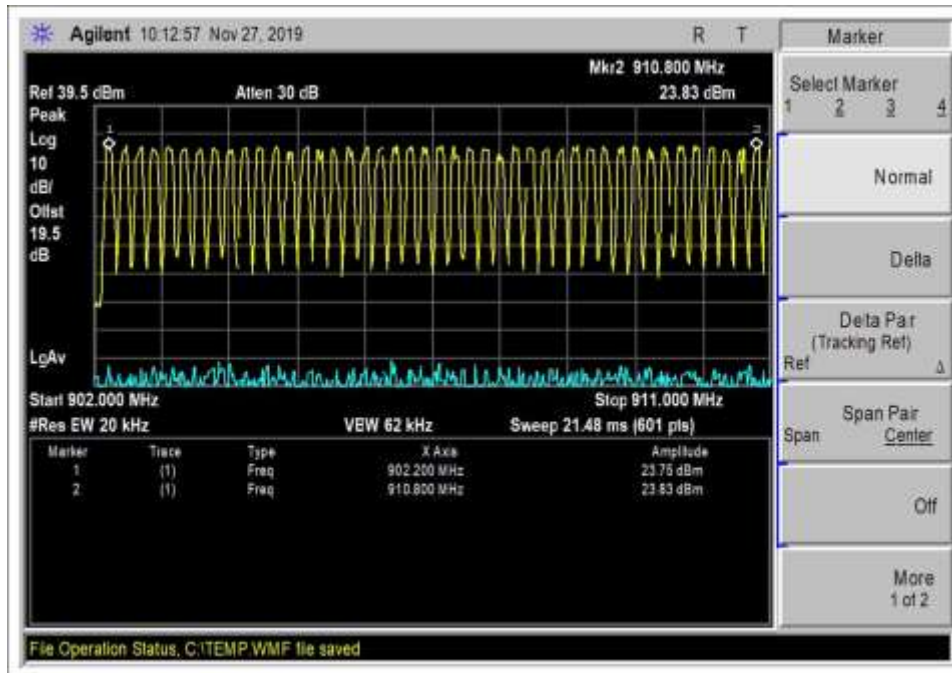 Agilent 10:12:57 Nov 27, 2019 R T
Mkr2 910.800 MHz
Ref 39.5 dBm Atten 30 dB 23.83 dBm
Peak
Log
10
dB/
Offst
19.5
dB
1
2
LgAv
Start 902.000 MHz Stop 911.000 MHz
#Res BW 20 kHz VBW 62 kHz Sweep 21.48 ms (601 pts)
Marker Trace Type X Axis Amplitude
1 (1) Freq 902.200 MHz 23.75 dBm
2 (1) Freq 910.800 MHz 23.83 dBm
File Operation Status, C:\TEMP.WMF file saved
Marker
Select Marker
1 2 3 4
Normal
Delta
Delta Pair
(Tracking Ref)
Ref Δ
Span Pair
Span Center
Off
More
1 of 2